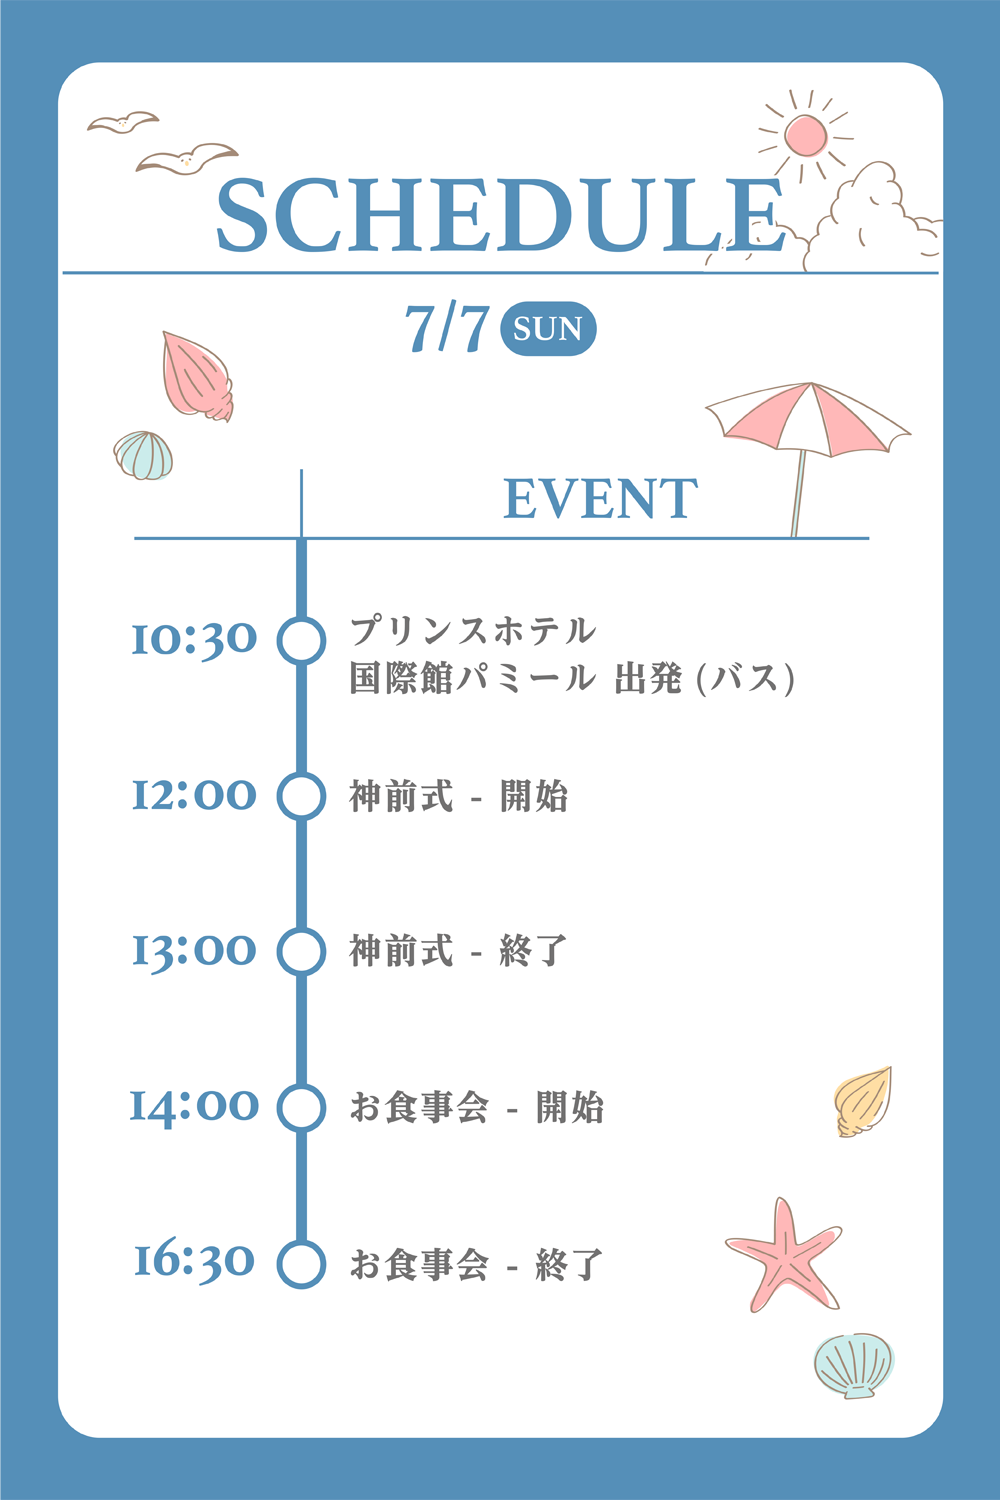 SCHEDULE
7/7 SUN
EVENT
10:30 プリンスホテル
国際館パミール 出発 (バス)
12:00 神前式 - 開始
13:00 神前式 - 終了
14:00 お食事会 - 開始
16:30 お食事会 - 終了